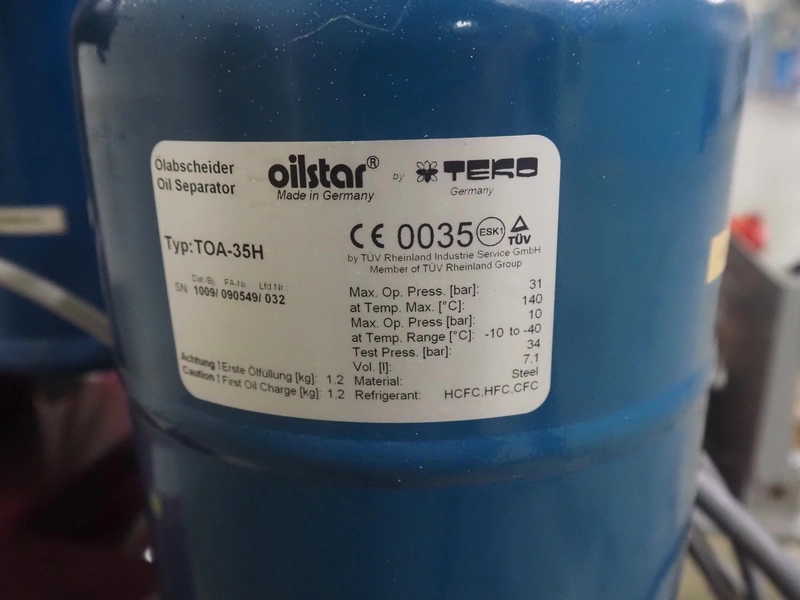 Ölabscheider
Oil Separator
oilstar® by TEKO
Made in Germany
Germany
Typ:TOA-35H
CE 0035 ESK1 TÜV
by TÜV Rheinland Industrie Service GmbH
Member of TÜV Rheinland Group
Dat./Bj. FA-Nr. Lfd.Nr.:
SN 1009/ 090549/ 032
Max. Op. Press. [bar]: 31
at Temp. Max. [°C]: 140
Max. Op. Press [bar]: 10
at Temp. Range [°C]: -10 to -40
Test Press. [bar]: 34
Vol. [l]: 7.1
Material: Steel
Refrigerant: HCFC.HFC.CFC
Achtung ! Erste Ölfüllung [kg]: 1.2
Caution ! First Oil Charge [kg]: 1.2